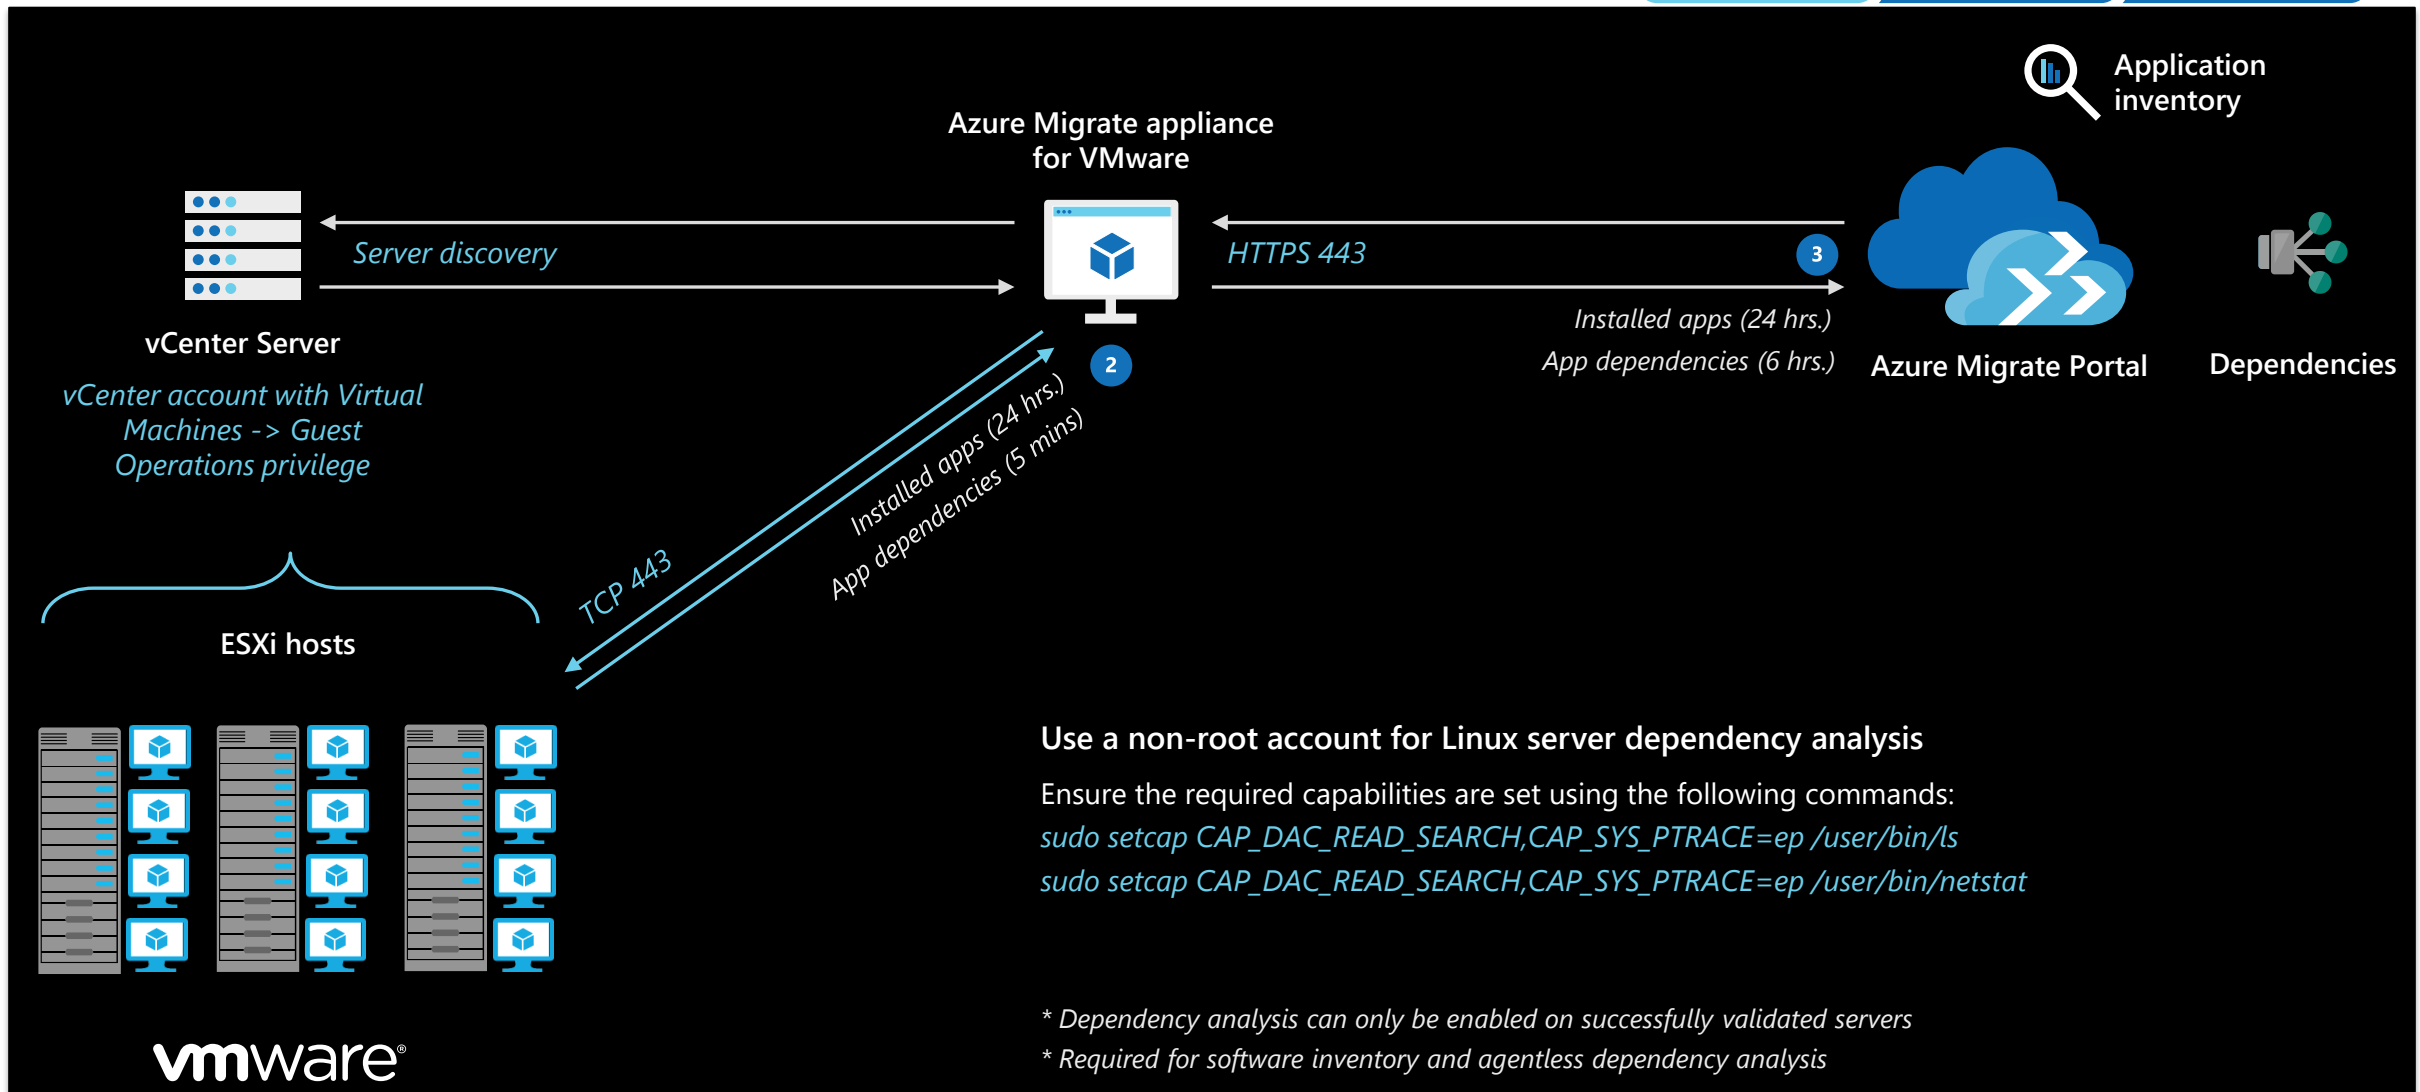 Application
inventory
Azure Migrate appliance
for VMware
Server discovery
HTTPS 443
3
Installed apps (24 hrs.)
App dependencies (6 hrs.)
Azure Migrate Portal
Dependencies
vCenter Server
vCenter account with Virtual
Machines -> Guest
Operations privilege
2
Installed apps (24 hrs.)
App dependencies (5 mins)
TCP 443
ESXi hosts
Use a non-root account for Linux server dependency analysis
Ensure the required capabilities are set using the following commands:
sudo setcap CAP_DAC_READ_SEARCH,CAP_SYS_PTRACE=ep /user/bin/ls
sudo setcap CAP_DAC_READ_SEARCH,CAP_SYS_PTRACE=ep /user/bin/netstat
* Dependency analysis can only be enabled on successfully validated servers
* Required for software inventory and agentless dependency analysis
vmware®